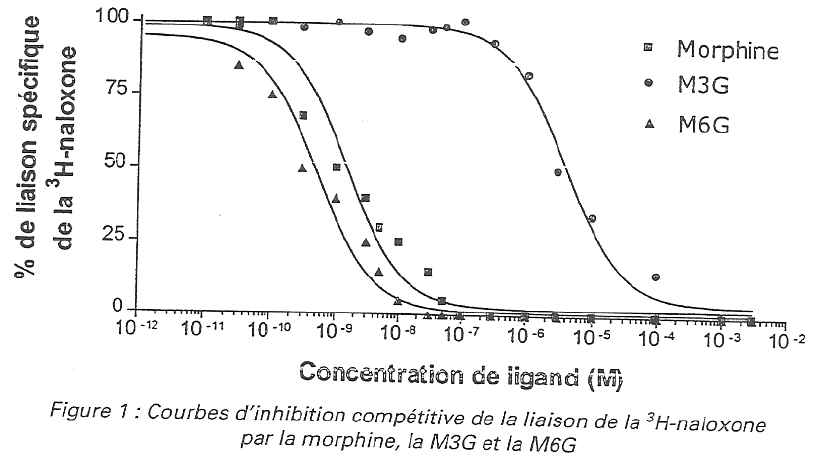 % de liaison spécifique
de la ³H-naloxone
100
75
50
25
0
Morphine
M3G
M6G
10⁻¹² 10⁻¹¹ 10⁻¹⁰ 10⁻⁹ 10⁻⁸ 10⁻⁷ 10⁻⁶ 10⁻⁵ 10⁻⁴ 10⁻³ 10⁻²
Concentration de ligand (M)
Figure 1 : Courbes d'inhibition compétitive de la liaison de la ³H-naloxone
par la morphine, la M3G et la M6G